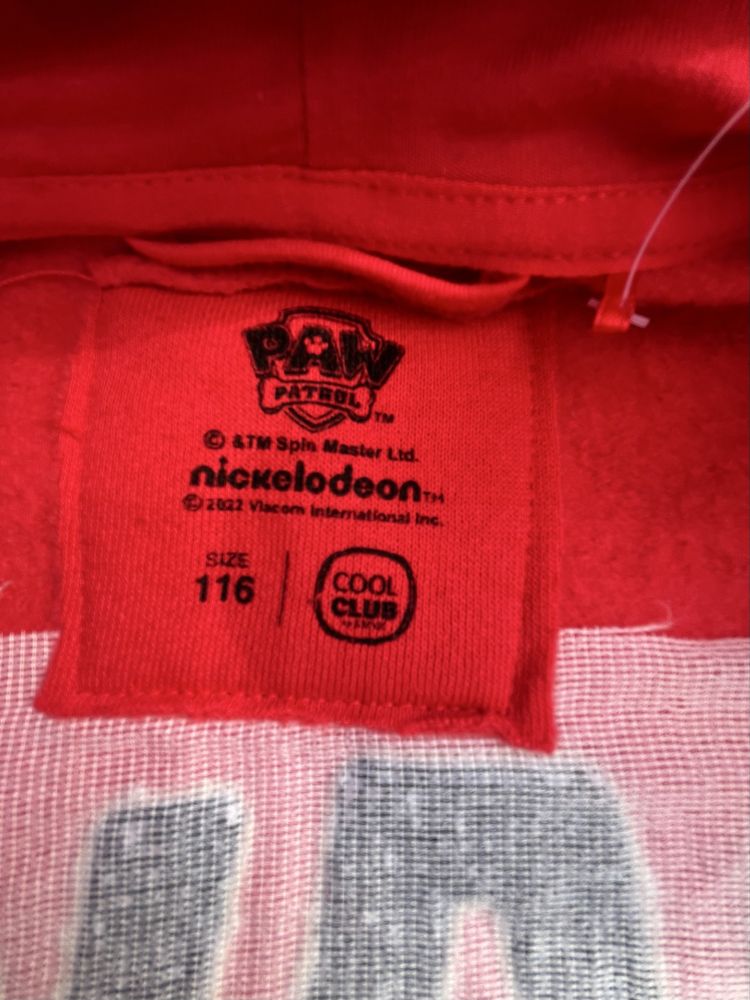 PAW
PATROL
TM
© &TM Spin Master Ltd.
nickelodeon TM
© 2022 Viacom International Inc.
SIZE
116
COOL
CLUB